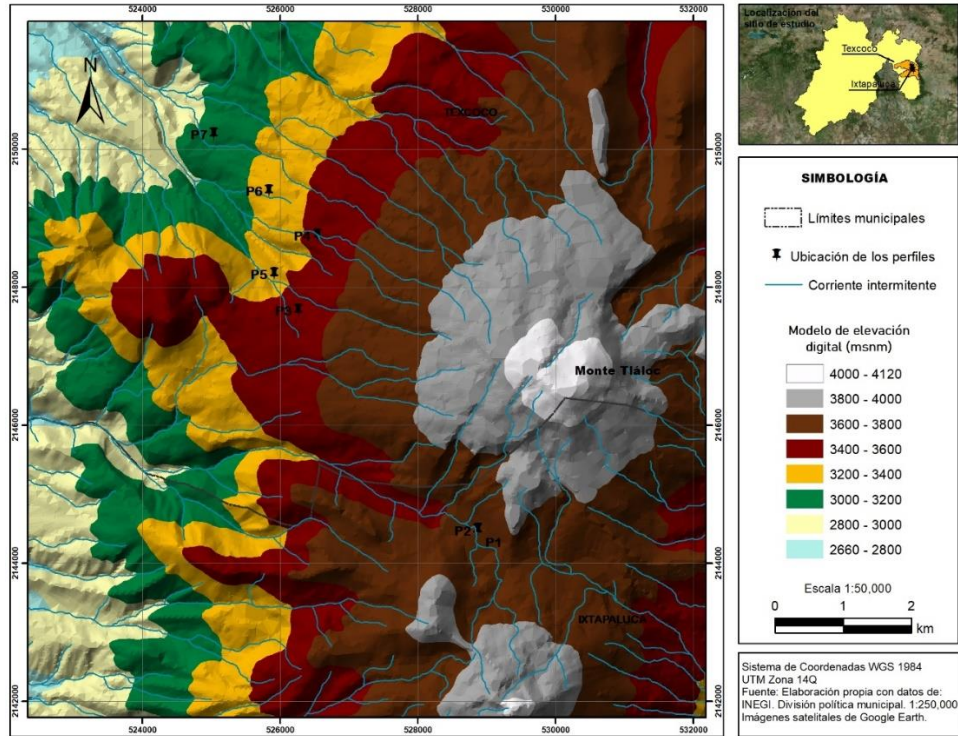 524000
526000
528000
530000
532000
2150000
2148000
2146000
2144000
2142000
N
TEXCOCO
P7
P6
P4
P5
P3
Monte Tláloc
P2
P1
IXTAPALUCA
2150000
2148000
2146000
2144000
2142000
524000
526000
528000
530000
532000
Localización del
sitio de estudio
Texcoco
Ixtapaluca
SIMBOLOGÍA
Límites municipales
Ubicación de los perfiles
Corriente intermitente
Modelo de elevación
digital (msnm)
4000 - 4120
3800 - 4000
3600 - 3800
3400 - 3600
3200 - 3400
3000 - 3200
2800 - 3000
2660 - 2800
Escala 1:50,000
0 1 2
km
Sistema de Coordenadas WGS 1984
UTM Zona 14Q
Fuente: Elaboración propia con datos de:
INEGI. División política municipal. 1:250,000
Imágenes satelitales de Google Earth.